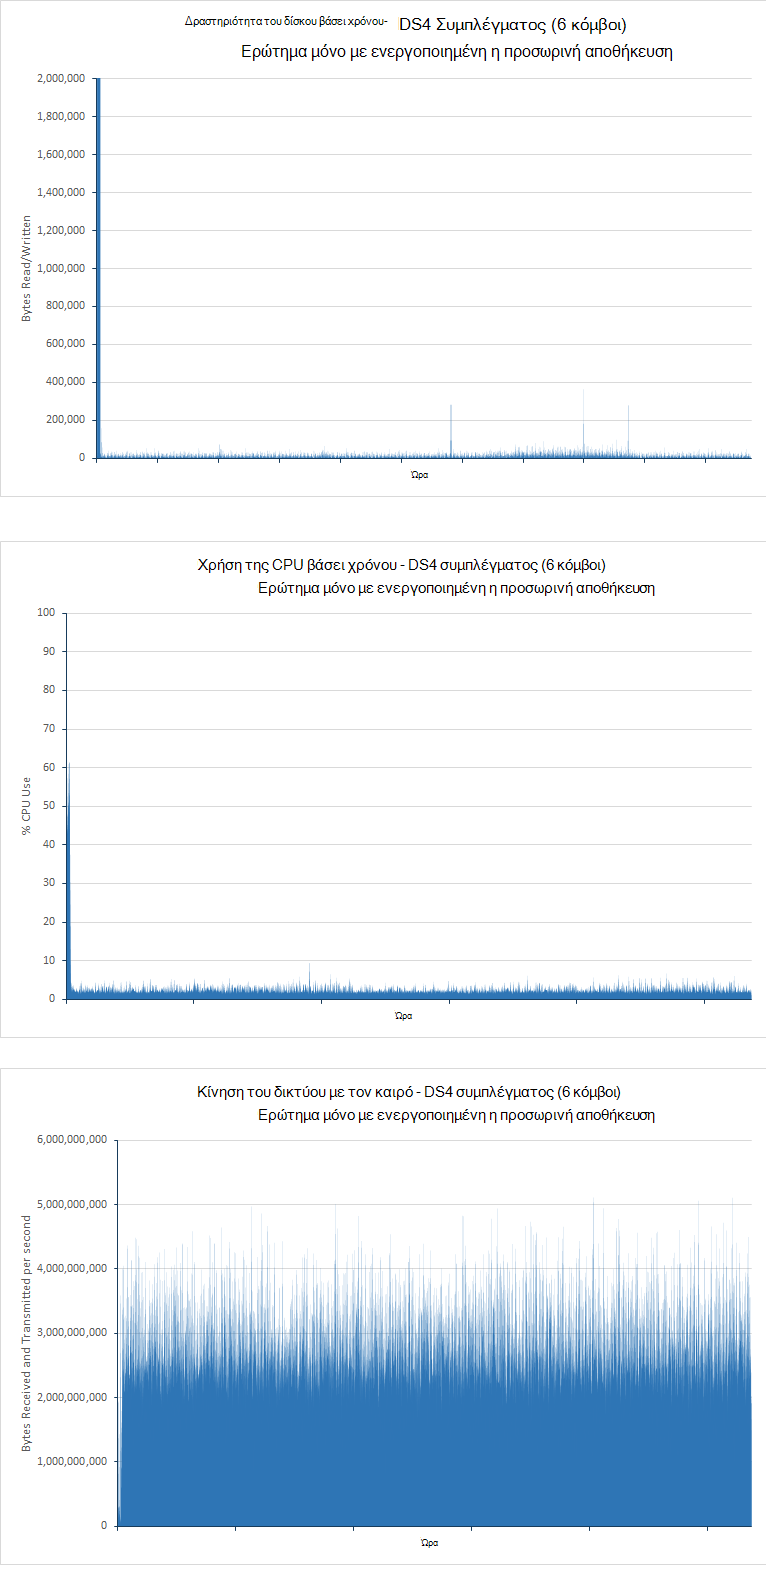 Δραστηριότητα του δίσκου βάσει χρόνου- DS4 Συμπλέγματος (6 κόμβοι)
Ερώτημα μόνο με ενεργοποιημένη η προσωρινή αποθήκευση
2,000,000
1,800,000
1,600,000
1,400,000
1,200,000
1,000,000
800,000
600,000
400,000
200,000
0
Bytes Read/Written
Ώρα
Χρήση της CPU βάσει χρόνου - DS4 συμπλέγματος (6 κόμβοι)
Ερώτημα μόνο με ενεργοποιημένη η προσωρινή αποθήκευση
100
90
80
70
60
50
40
30
20
10
0
% CPU Use
Ώρα
Κίνηση του δικτύου με τον καιρό - DS4 συμπλέγματος (6 κόμβοι)
Ερώτημα μόνο με ενεργοποιημένη η προσωρινή αποθήκευση
6,000,000,000
5,000,000,000
4,000,000,000
3,000,000,000
2,000,000,000
1,000,000,000
0
Bytes Received and Transmitted per second
Ώρα